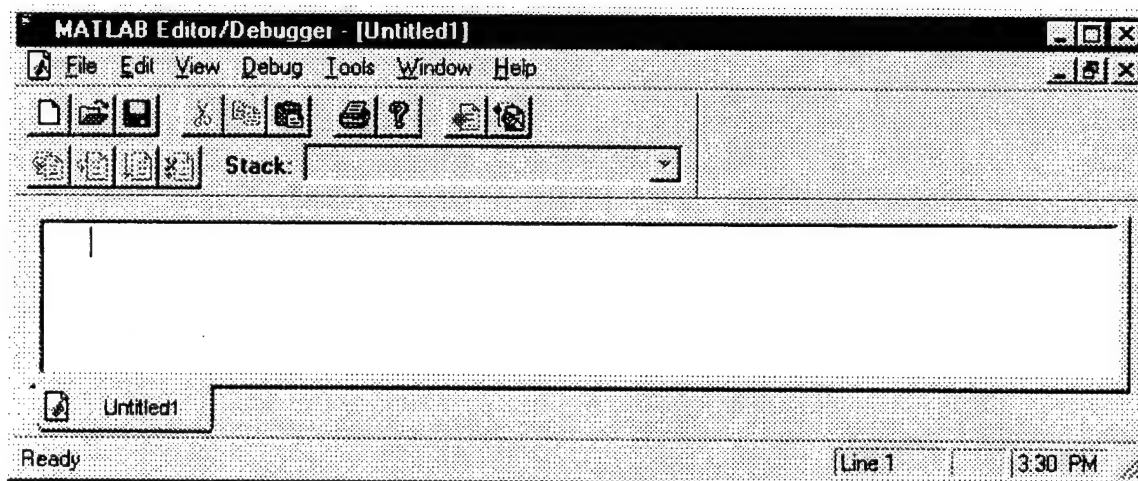 MATLAB Editor/Debugger - [Untitled1]
File Edit View Debug Tools Window Help
Stack:
Untitled1
Ready Line 1 3:30 PM